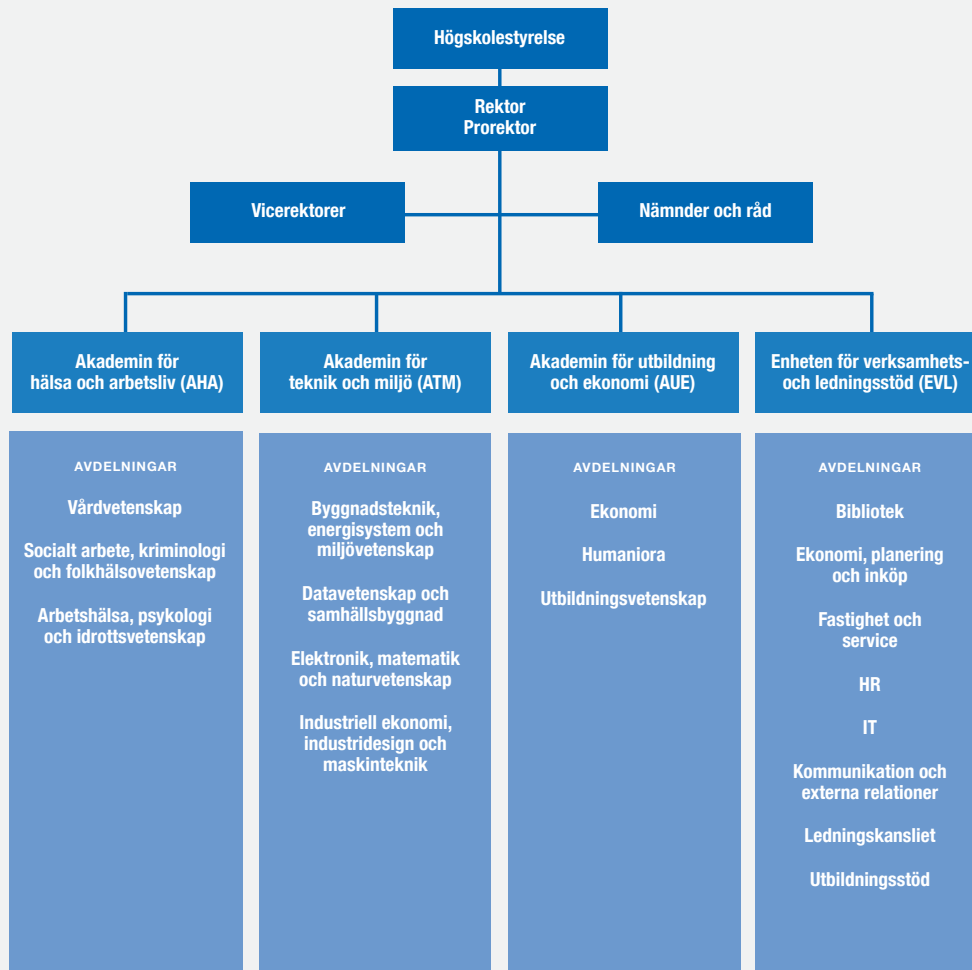 Högskolestyrelse
Rektor
Prorektor
Vicerektorer
Nämnder och råd
Akademin för
hälsa och arbetsliv (AHA)
Akademin för
teknik och miljö (ATM)
Akademin för utbildning
och ekonomi (AUE)
Enheten för verksamhets-
och ledningsstöd (EVL)
AVDELNINGAR
Vårdvetenskap
Socialt arbete, kriminologi
och folkhälsovetenskap
Arbetshälsa, psykologi
och idrottsvetenskap
AVDELNINGAR
Byggnadsteknik,
energisystem och
miljövetenskap
Datavetenskap och
samhällsbyggnad
Elektronik, matematik
och naturvetenskap
Industriell ekonomi,
industridesign och
maskinteknik
AVDELNINGAR
Ekonomi
Humaniora
Utbildningsvetenskap
AVDELNINGAR
Bibliotek
Ekonomi, planering
och inköp
Fastighet och
service
HR
IT
Kommunikation och
externa relationer
Ledningskansliet
Utbildningsstöd